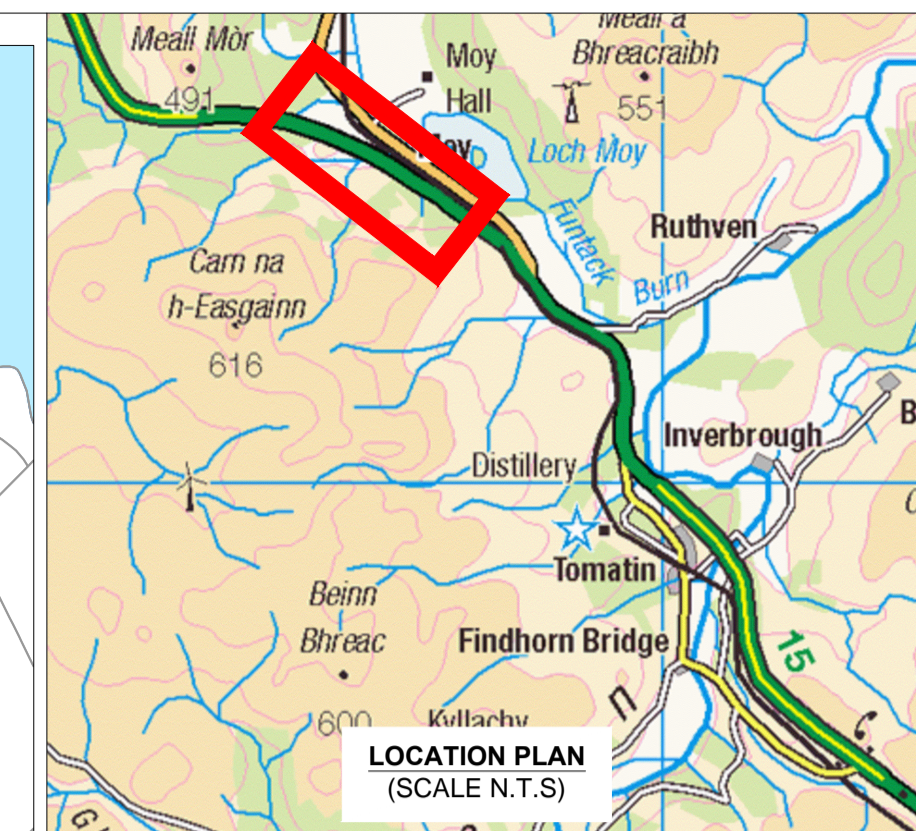 Meall Mòr
491
Moy
Hall
Meall a
Bhreacraibh
551
Loch Moy
Funtack
Burn
Ruthven
Carn na
h-Easgainn
616
Inverbrough
Distillery
Tomatin
Beinn
Bhreac
600
Findhorn Bridge
Kyllachy
15
B
LOCATION PLAN
(SCALE N.T.S)